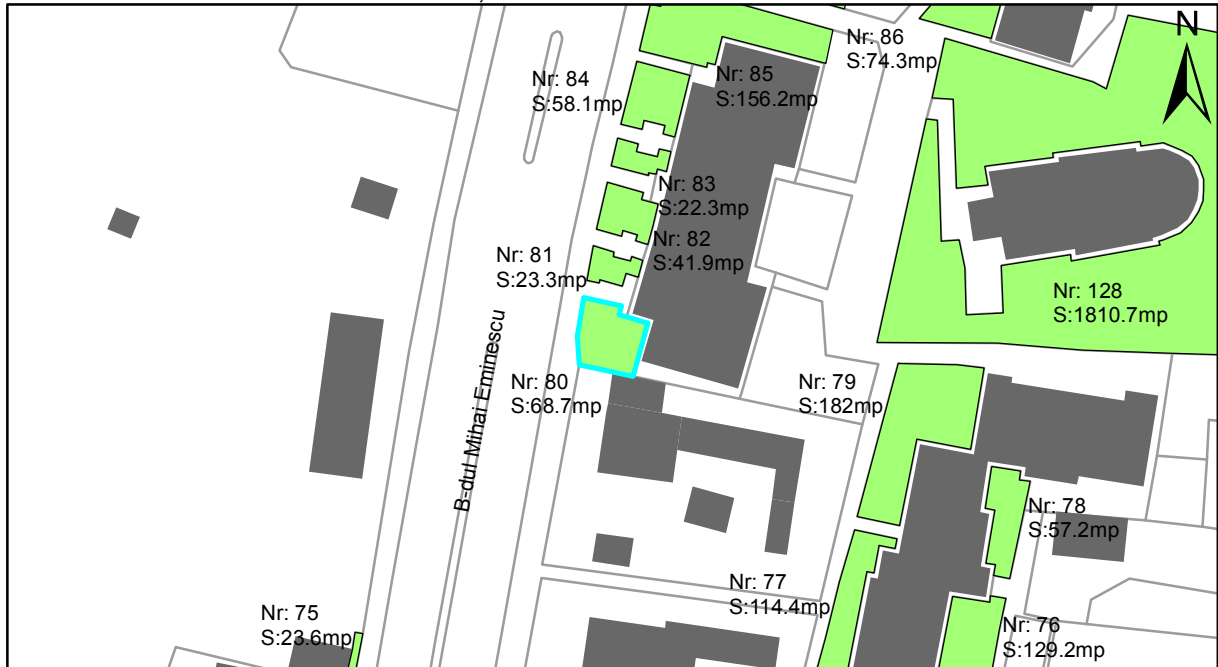 N
Nr: 86
S:74.3mp
Nr: 84
S:58.1mp
Nr: 85
S:156.2mp
Nr: 83
S:22.3mp
Nr: 82
S:41.9mp
Nr: 81
S:23.3mp
Nr: 128
S:1810.7mp
Nr: 80
S:68.7mp
Nr: 79
S:182mp
B-dul Mihai Eminescu
Nr: 78
S:57.2mp
Nr: 77
S:114.4mp
Nr: 75
S:23.6mp
Nr: 76
S:129.2mp